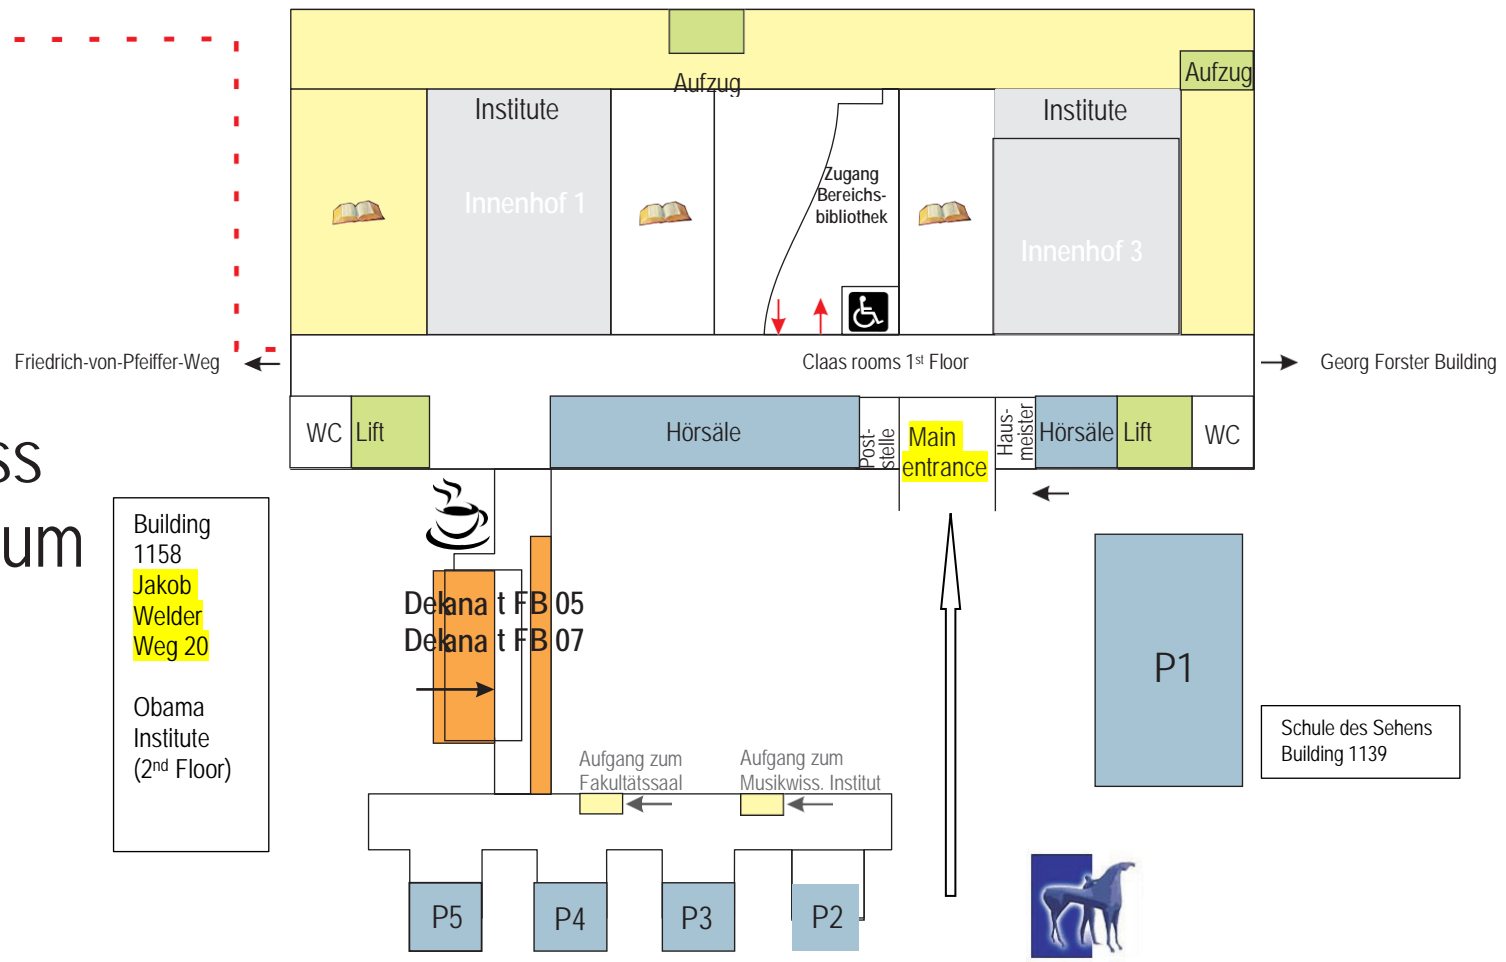 Aufzug
Aufzug
Institute
Institute
Innenhof 1
Zugang
Bereichs-
bibliothek
Innenhof 3
Friedrich-von-Pfeiffer-Weg
Claas rooms 1st Floor
Georg Forster Building
WC
Lift
Hörsäle
Post-
stelle
Main
entrance
Haus-
meister
Hörsäle
Lift
WC
ss
um
Building
1158
Jakob
Welder
Weg 20
Obama
Institute
(2nd Floor)
Dekana t FB 05
Dekana t FB 07
P1
Schule des Sehens
Building 1139
Aufgang zum
Fakultätssaal
Aufgang zum
Musikwiss. Institut
P5
P4
P3
P2